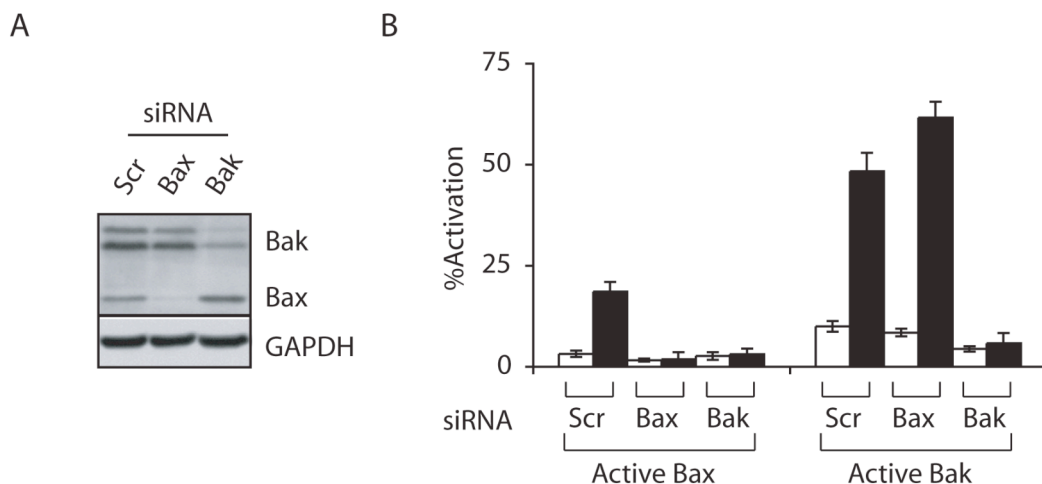 A
siRNA
Scr Bax Bak
Bak
Bax
GAPDH
B
75
50
25
0
%Activation
siRNA Scr Bax Bak Scr Bax Bak
Active Bax Active Bak